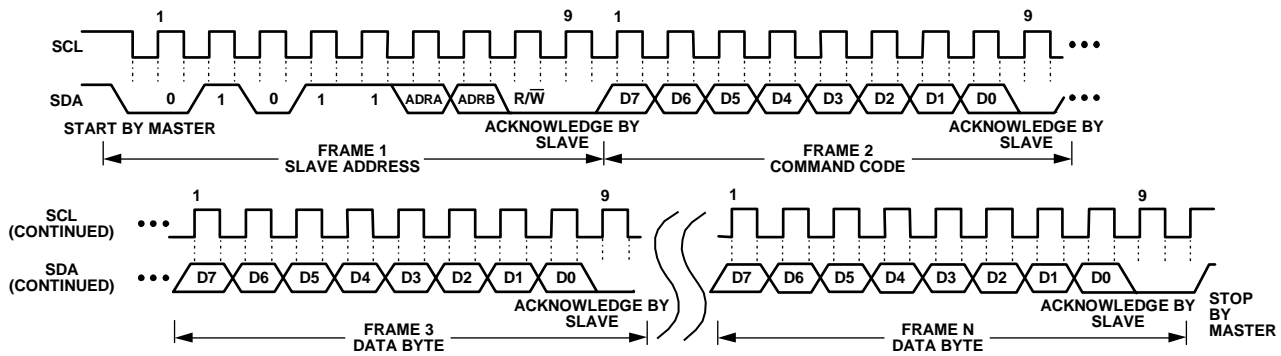 1 9 1 9
SCL
SDA 0 1 0 1 1 ADRA ADRB R/W̅ D7 D6 D5 D4 D3 D2 D1 D0
START BY MASTER ACKNOWLEDGE BY SLAVE ACKNOWLEDGE BY SLAVE
FRAME 1 SLAVE ADDRESS FRAME 2 COMMAND CODE
1 9 1 9
SCL (CONTINUED)
SDA (CONTINUED) D7 D6 D5 D4 D3 D2 D1 D0 D7 D6 D5 D4 D3 D2 D1 D0
ACKNOWLEDGE BY SLAVE ACKNOWLEDGE BY SLAVE STOP BY MASTER
FRAME 3 DATA BYTE FRAME N DATA BYTE